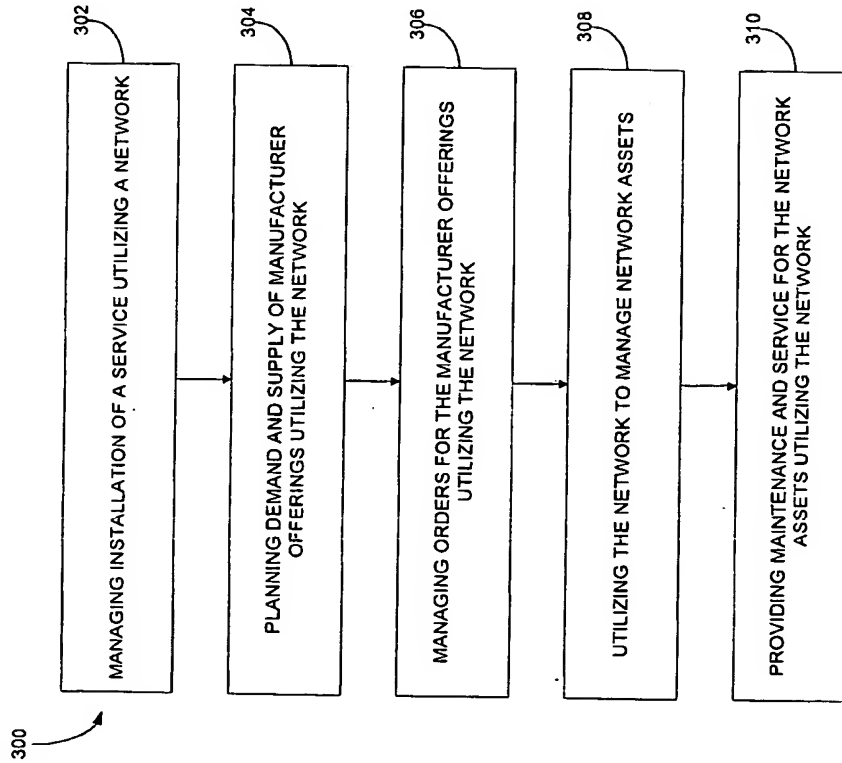 300
302
MANAGING INSTALLATION OF A SERVICE UTILIZING A NETWORK
304
PLANNING DEMAND AND SUPPLY OF MANUFACTURER
OFFERINGS UTILIZING THE NETWORK
306
MANAGING ORDERS FOR THE MANUFACTURER OFFERINGS
UTILIZING THE NETWORK
308
UTILIZING THE NETWORK TO MANAGE NETWORK ASSETS
310
PROVIDING MAINTENANCE AND SERVICE FOR THE NETWORK
ASSETS UTILIZING THE NETWORK